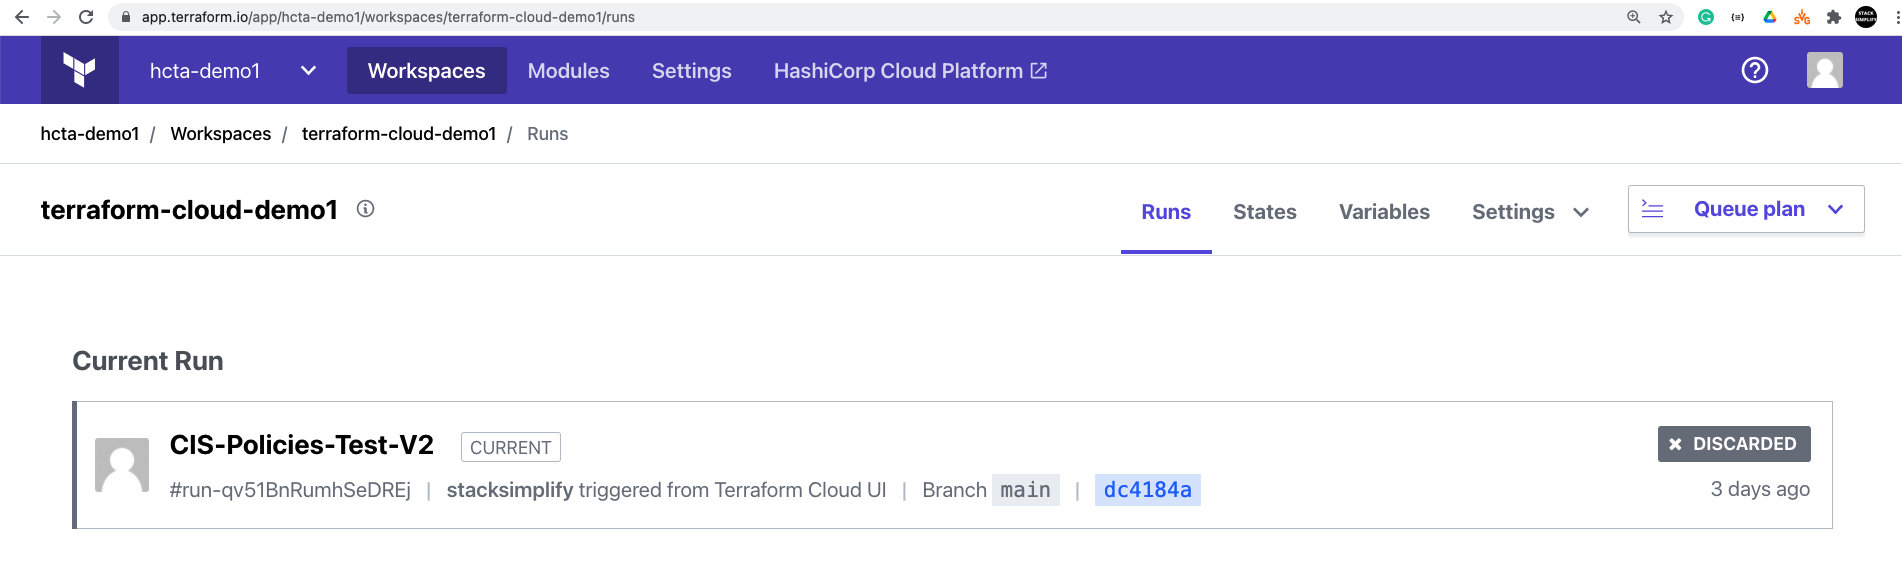 app.terraform.io/app/hcta-demo1/workspaces/terraform-cloud-demo1/runs
hcta-demo1 Workspaces Modules Settings HashiCorp Cloud Platform
hcta-demo1 / Workspaces / terraform-cloud-demo1 / Runs
terraform-cloud-demo1 Runs States Variables Settings Queue plan
Current Run
CIS-Policies-Test-V2 CURRENT DISCARDED
#run-qv51BnRumhSeDREj | stacksimplify triggered from Terraform Cloud UI | Branch main | dc4184a 3 days ago